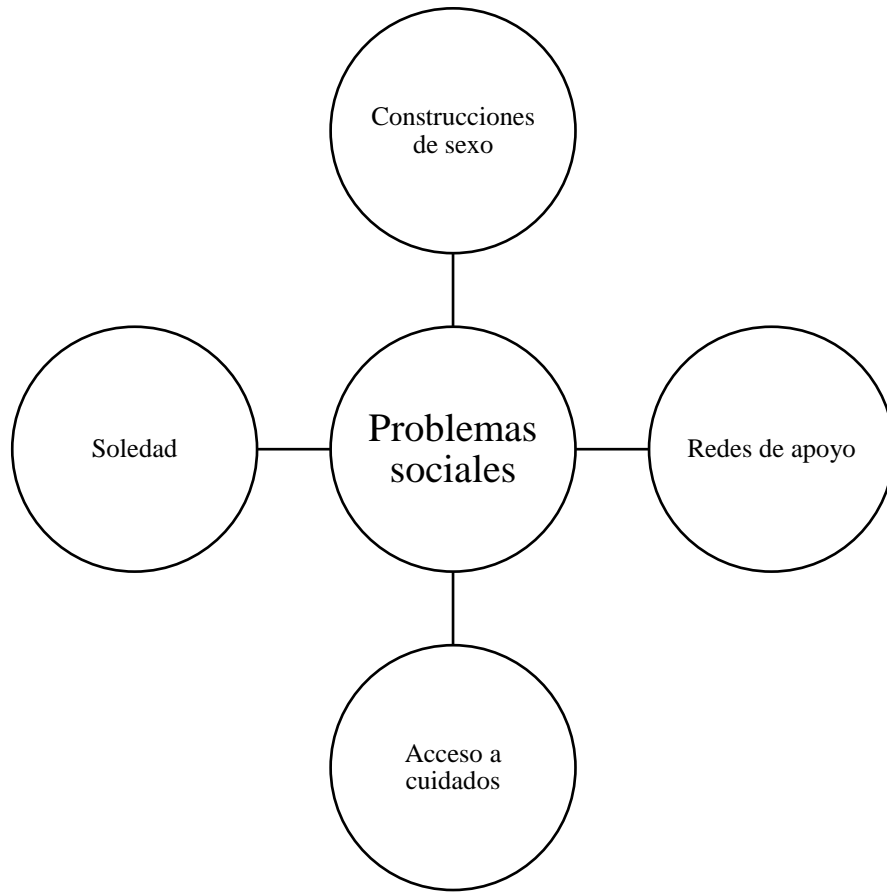 Construcciones
de sexo
Soledad
Problemas
sociales
Redes de apoyo
Acceso a
cuidados